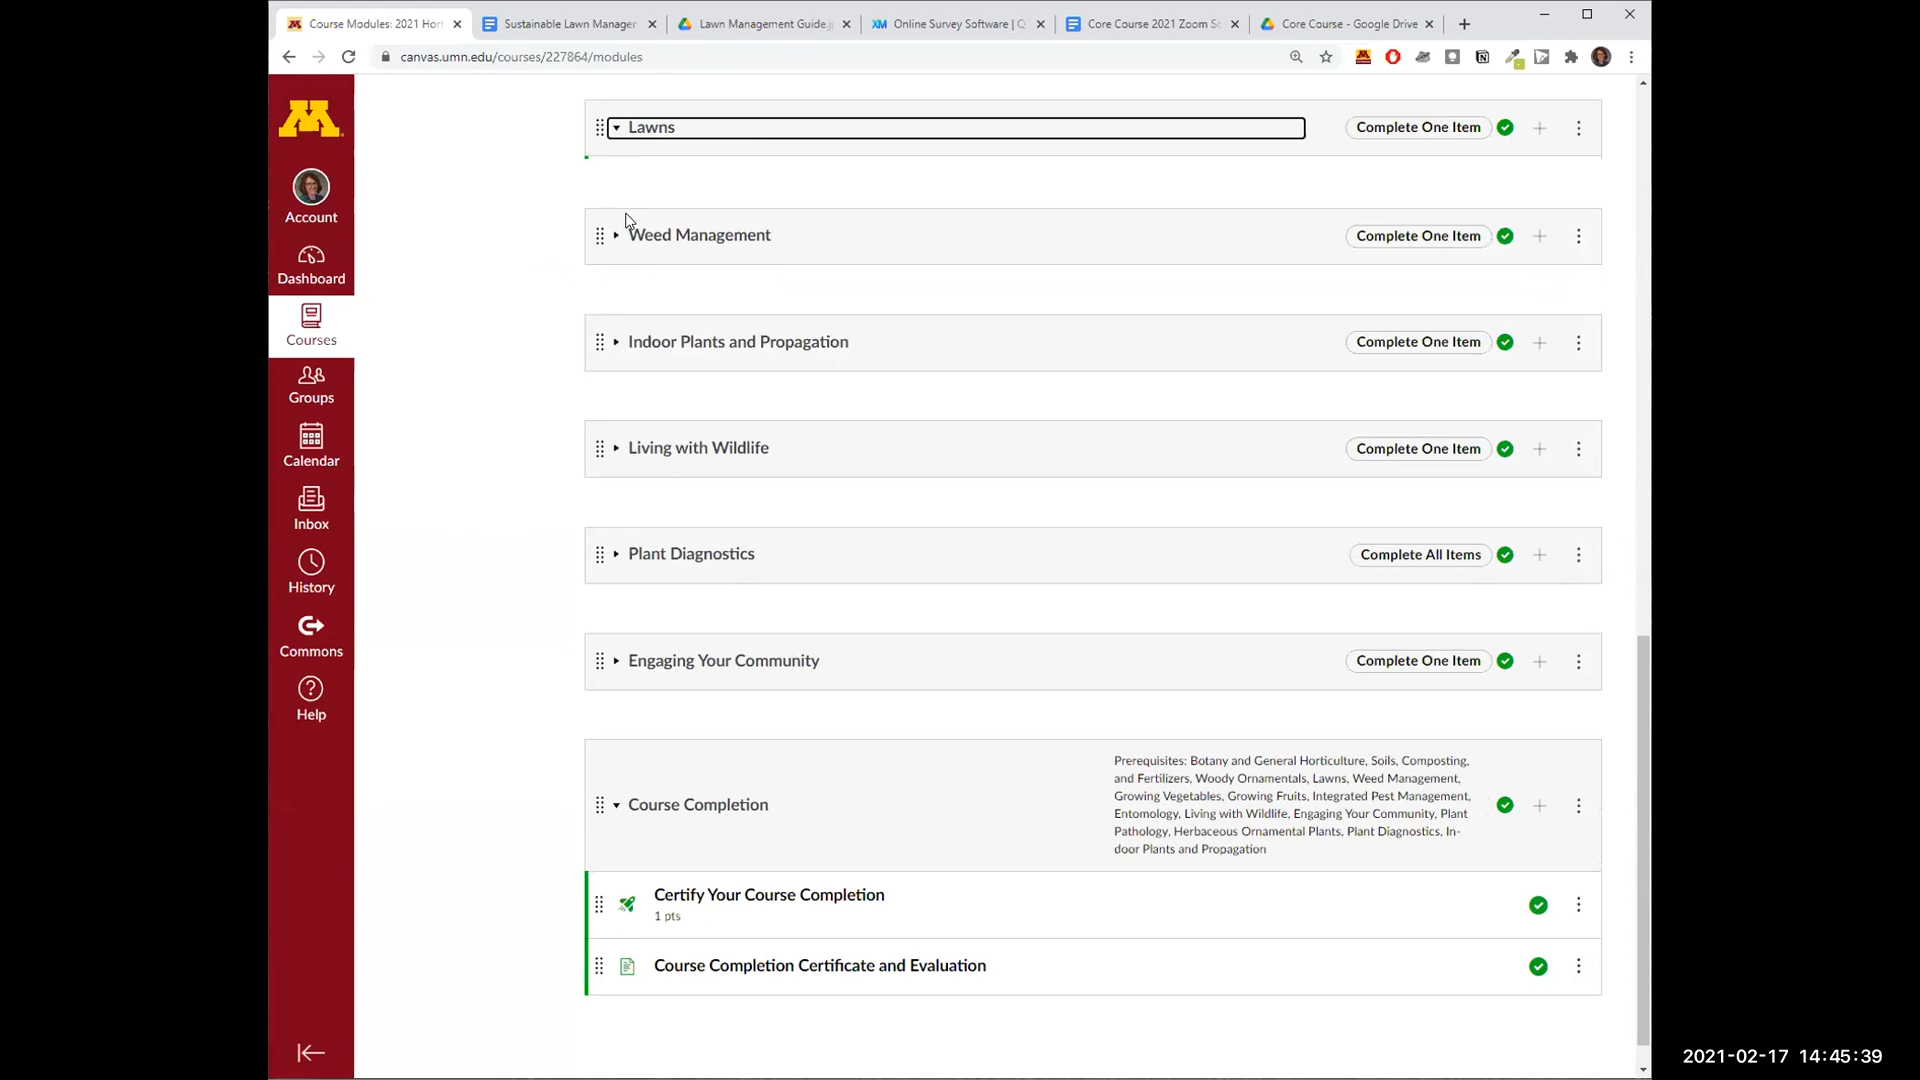 Course Modules: 2021 Hort
Sustainable Lawn Manager
Lawn Management Guide.j
XM Online Survey Software | Q
Core Course 2021 Zoom Sc
Core Course - Google Drive
canvas.umn.edu/courses/227864/modules
M
Account
Dashboard
Courses
Groups
Calendar
Inbox
History
Commons
Help
Lawns
Complete One Item
Weed Management
Complete One Item
Indoor Plants and Propagation
Complete One Item
Living with Wildlife
Complete One Item
Plant Diagnostics
Complete All Items
Engaging Your Community
Complete One Item
Course Completion
Prerequisites: Botany and General Horticulture, Soils, Composting,
and Fertilizers, Woody Ornamentals, Lawns, Weed Management,
Growing Vegetables, Growing Fruits, Integrated Pest Management,
Entomology, Living with Wildlife, Engaging Your Community, Plant
Pathology, Herbaceous Ornamental Plants, Plant Diagnostics, In-
door Plants and Propagation
Certify Your Course Completion
1 pts
Course Completion Certificate and Evaluation
2021-02-17 14:45:39